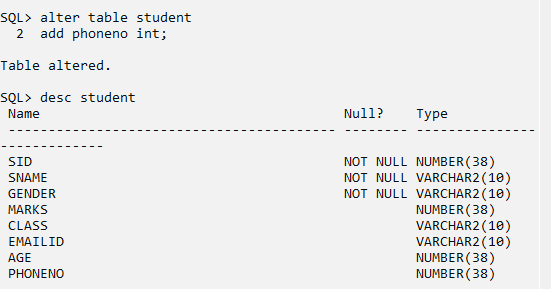 SQL> alter table student
  2  add phoneno int;
Table altered.
SQL> desc student
 Name                                      Null?    Type
 ----------------------------------------- -------- ---------------
-------------
 SID                                       NOT NULL NUMBER(38)
 SNAME                                     NOT NULL VARCHAR2(10)
 GENDER                                    NOT NULL VARCHAR2(10)
 MARKS                                              NUMBER(38)
 CLASS                                              VARCHAR2(10)
 EMAILID                                            VARCHAR2(10)
 AGE                                                NUMBER(38)
 PHONENO                                            NUMBER(38)